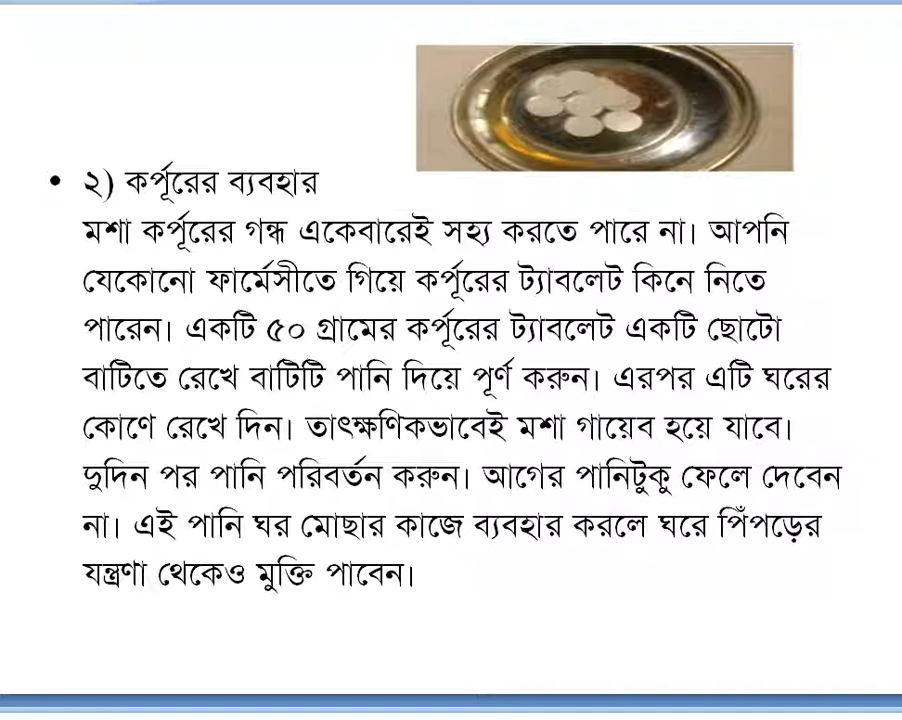 • ২) কর্পূরের ব্যবহার
মশা কর্পূরের গন্ধ একেবারেই সহ্য করতে পারে না। আপনি
যেকোনো ফার্মেসীতে গিয়ে কর্পূরের ট্যাবলেট কিনে নিতে
পারেন। একটি ৫০ গ্রামের কর্পূরের ট্যাবলেট একটি ছোটো
বাটিতে রেখে বাটিটি পানি দিয়ে পূর্ণ করুন। এরপর এটি ঘরের
কোণে রেখে দিন। তাৎক্ষণিকভাবেই মশা গায়েব হয়ে যাবে।
দুদিন পর পানি পরিবর্তন করুন। আগের পানিটুকু ফেলে দেবেন
না। এই পানি ঘর মোছার কাজে ব্যবহার করলে ঘরে পিঁপড়ের
যন্ত্রণা থেকেও মুক্তি পাবেন।